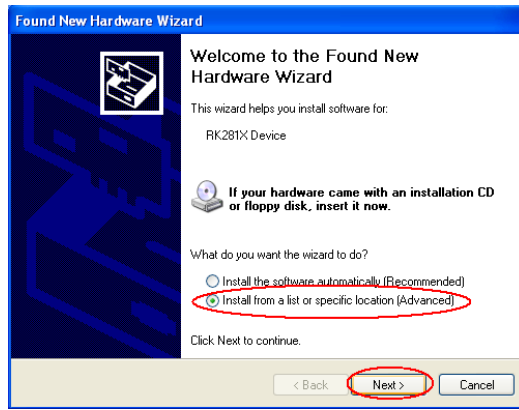 Found New Hardware Wizard
Welcome to the Found New
Hardware Wizard
This wizard helps you install software for:
RK281X Device
If your hardware came with an installation CD
or floppy disk, insert it now.
What do you want the wizard to do?
Install the software automatically (Recommended)
Install from a list or specific location (Advanced)
Click Next to continue.
< Back Next > Cancel